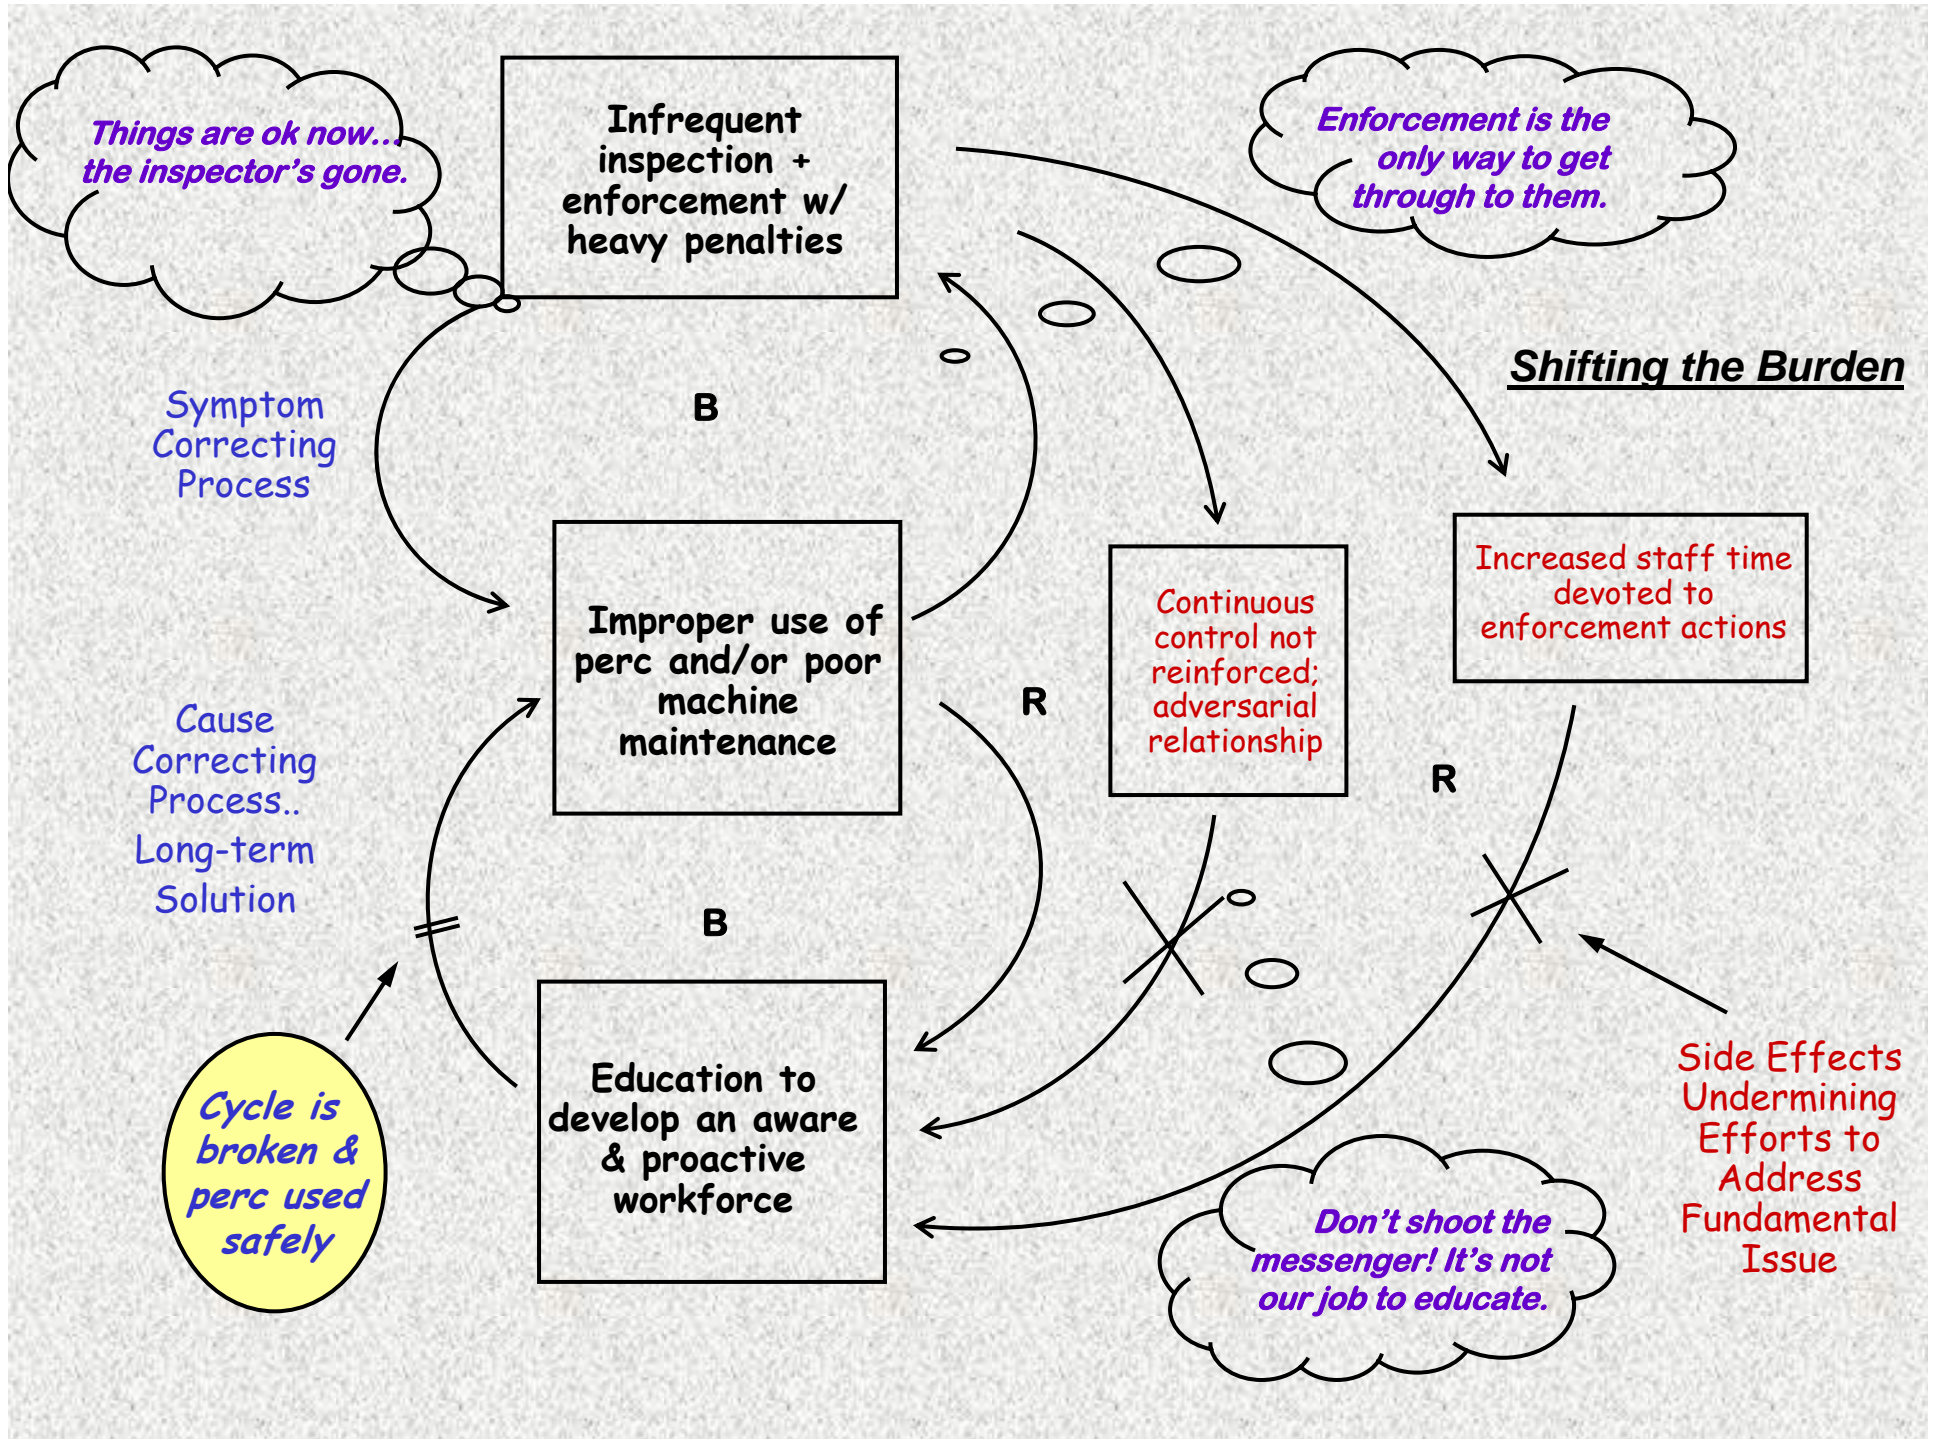 Things are ok now...
the inspector's gone.
Infrequent
inspection +
enforcement w/
heavy penalties
Enforcement is the
only way to get
through to them.
Shifting the Burden
Symptom
Correcting
Process
B
Improper use of
perc and/or poor
machine
maintenance
Continuous
control not
reinforced;
adversarial
relationship
Increased staff time
devoted to
enforcement actions
R
R
Cause
Correcting
Process..
Long-term
Solution
B
Cycle is
broken &
perc used
safely
Education to
develop an aware
& proactive
workforce
Don't shoot the
messenger! It's not
our job to educate.
Side Effects
Undermining
Efforts to
Address
Fundamental
Issue